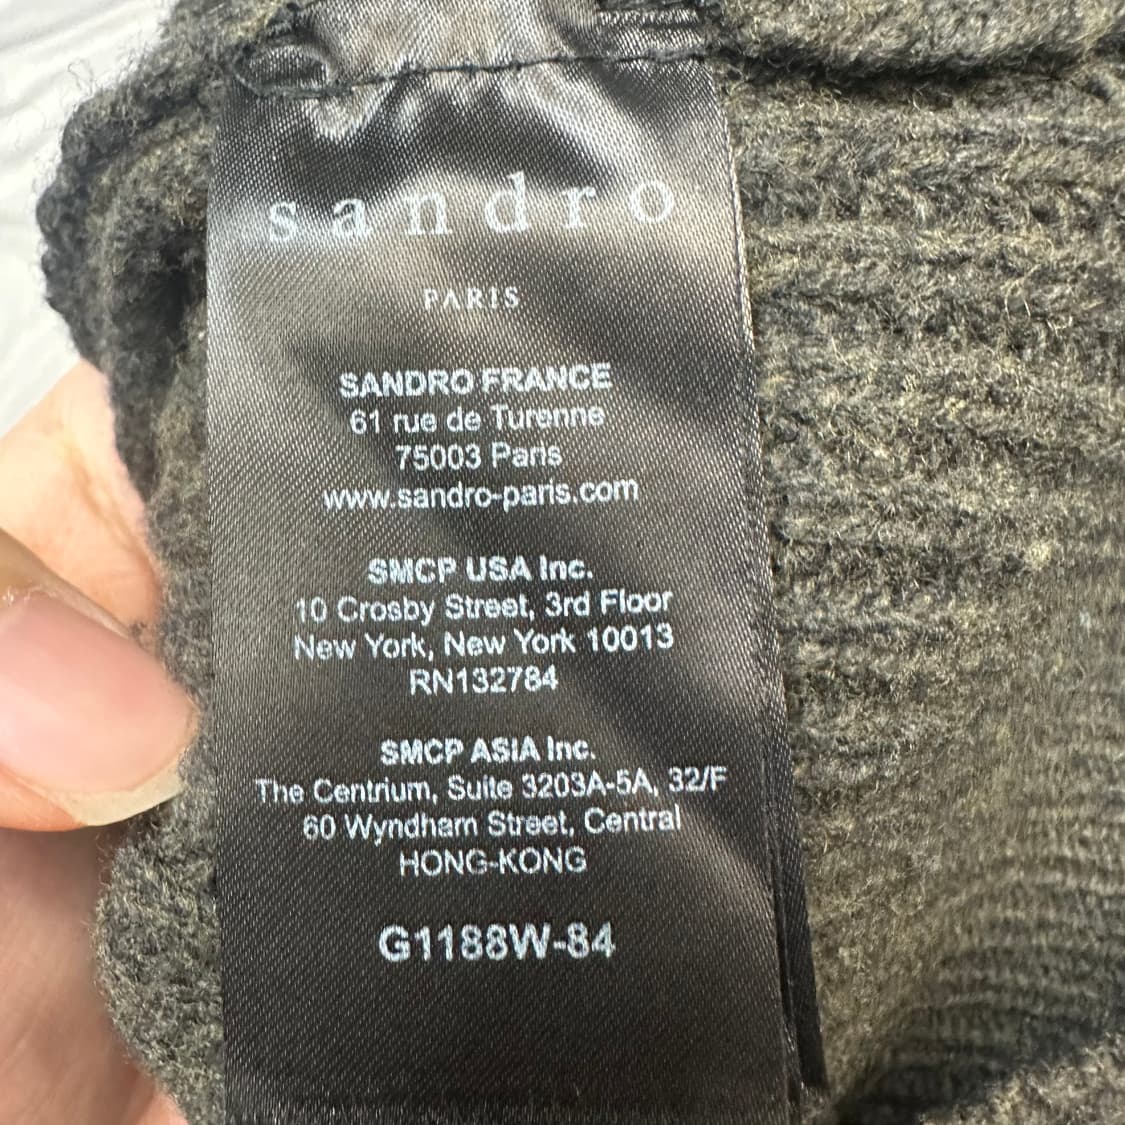 sandro
PARIS
SANDRO FRANCE
61 rue de Turenne
75003 Paris
www.sandro-paris.com
SMCP USA Inc.
10 Crosby Street, 3rd Floor
New York, New York 10013
RN132784
SMCP ASIA Inc.
The Centrium, Suite 3203A-5A, 32/F
60 Wyndham Street, Central
HONG-KONG
G1188W-84